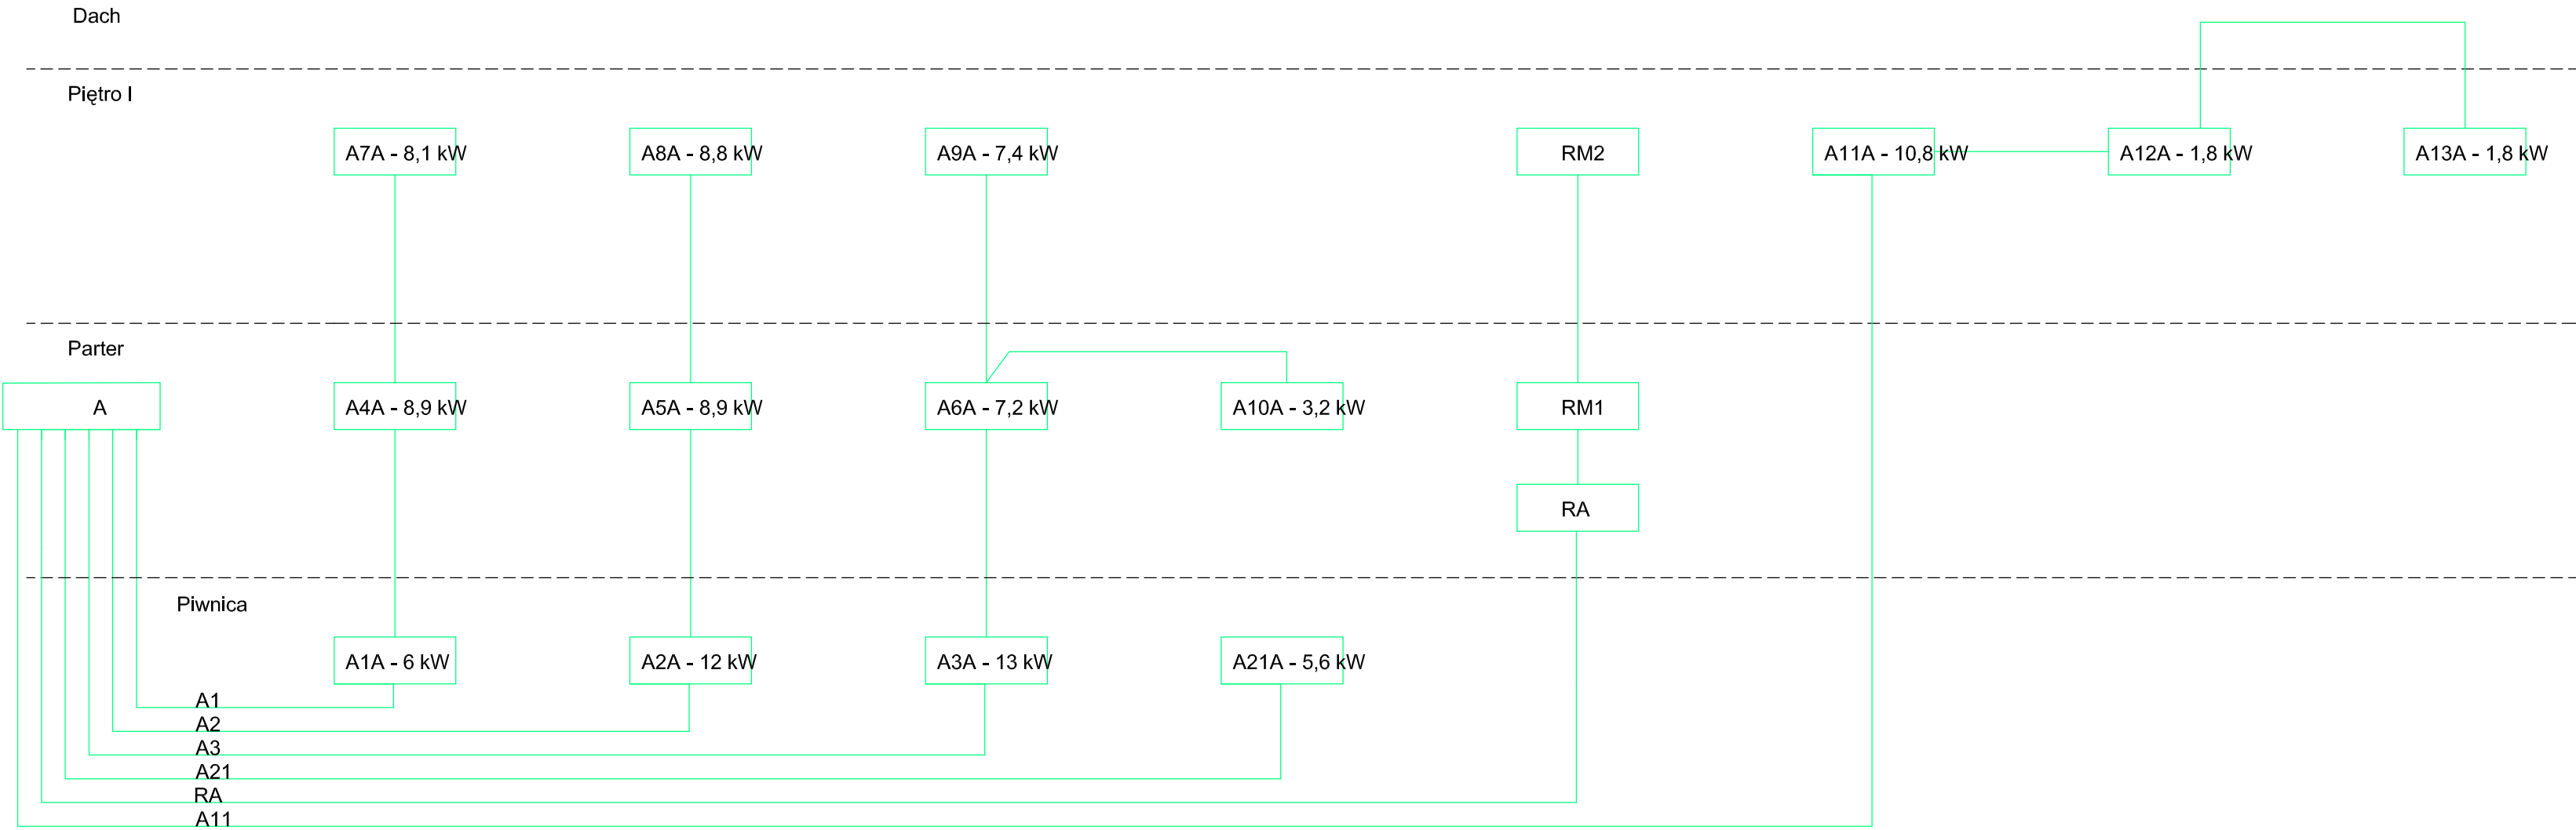 Dach
Piętro I
A7A - 8,1 kW
A8A - 8,8 kW
A9A - 7,4 kW
RM2
A11A - 10,8 kW
A12A - 1,8 kW
A13A - 1,8 kW
Parter
A
A4A - 8,9 kW
A5A - 8,9 kW
A6A - 7,2 kW
A10A - 3,2 kW
RM1
RA
Piwnica
A1A - 6 kW
A2A - 12 kW
A3A - 13 kW
A21A - 5,6 kW
A1
A2
A3
A21
RA
A11